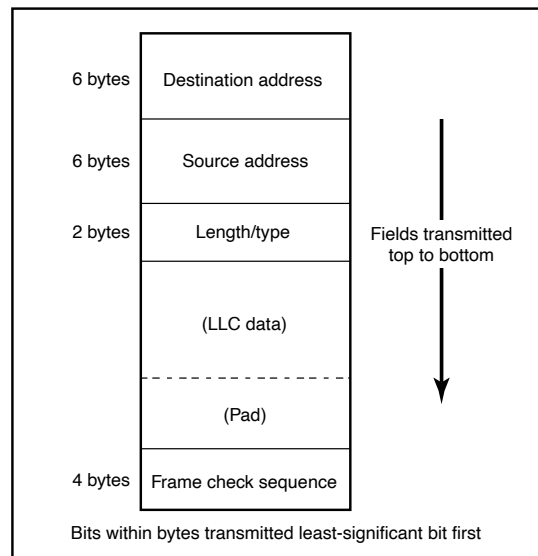 6 bytes Destination address
6 bytes Source address
2 bytes Length/type
Fields transmitted
top to bottom
(LLC data)
(Pad)
4 bytes Frame check sequence
Bits within bytes transmitted least-significant bit first